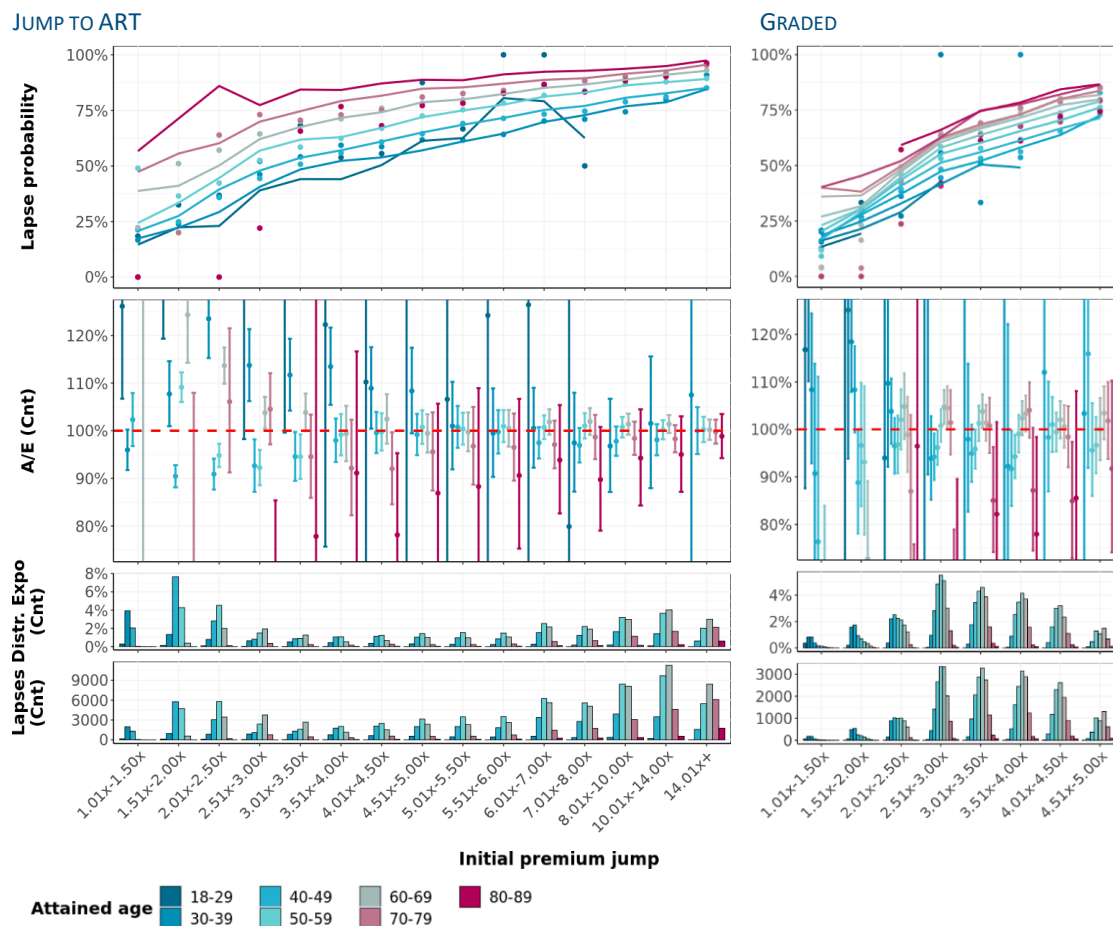 JUMP TO ART
GRADED
Lapse probability
100%
75%
50%
25%
0%
100%
75%
50%
25%
0%
A/E (Cnt)
120%
110%
100%
90%
80%
120%
110%
100%
90%
80%
Distr. Expo
(Cnt)
8%
6%
4%
2%
0%
4%
2%
0%
Lapses
(Cnt)
9000
6000
3000
0
3000
2000
1000
0
1.01x-1.50x
1.51x-2.00x
2.01x-2.50x
2.51x-3.00x
3.01x-3.50x
3.51x-4.00x
4.01x-4.50x
4.51x-5.00x
5.01x-5.50x
5.51x-6.00x
6.01x-7.00x
7.01x-8.00x
8.01x-10.00x
10.01x-14.00x
14.01x+
1.01x-1.50x
1.51x-2.00x
2.01x-2.50x
2.51x-3.00x
3.01x-3.50x
3.51x-4.00x
4.01x-4.50x
4.51x-5.00x
Initial premium jump
Attained age
18-29
30-39
40-49
50-59
60-69
70-79
80-89